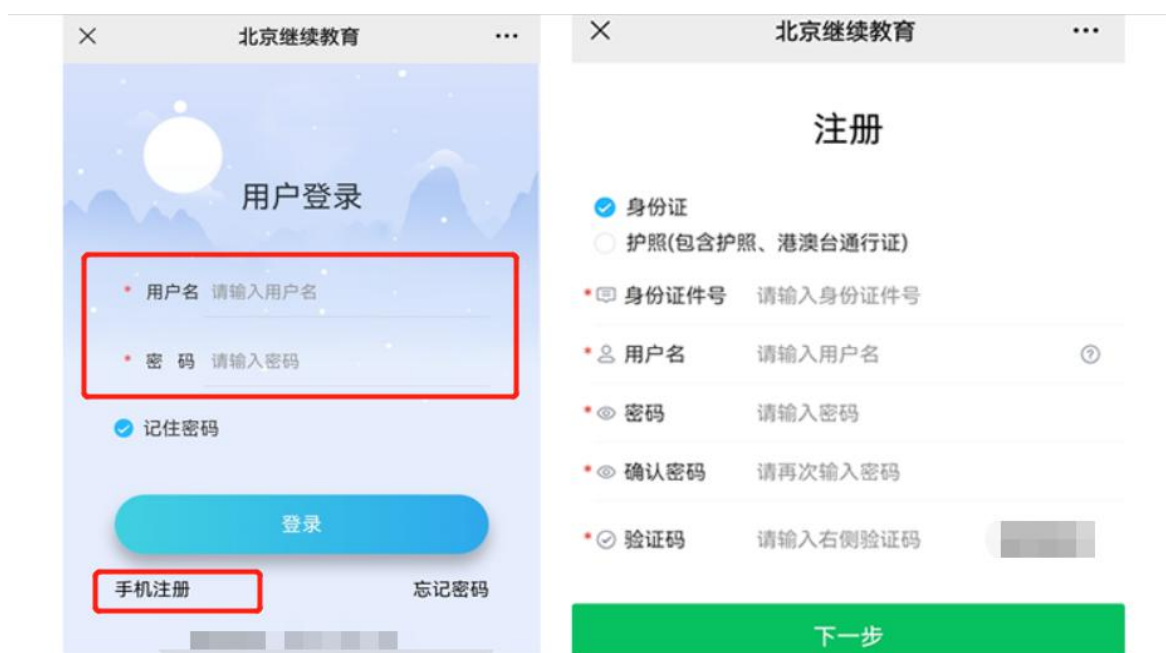 北京继续教育
用户登录
* 用户名 请输入用户名
* 密 码 请输入密码
记住密码
登录
手机注册 忘记密码
北京继续教育
注册
身份证
护照(包含护照、港澳台通行证)
* 身份证件号 请输入身份证件号
* 用户名 请输入用户名
* 密码 请输入密码
* 确认密码 请再次输入密码
* 验证码 请输入右侧验证码
下一步